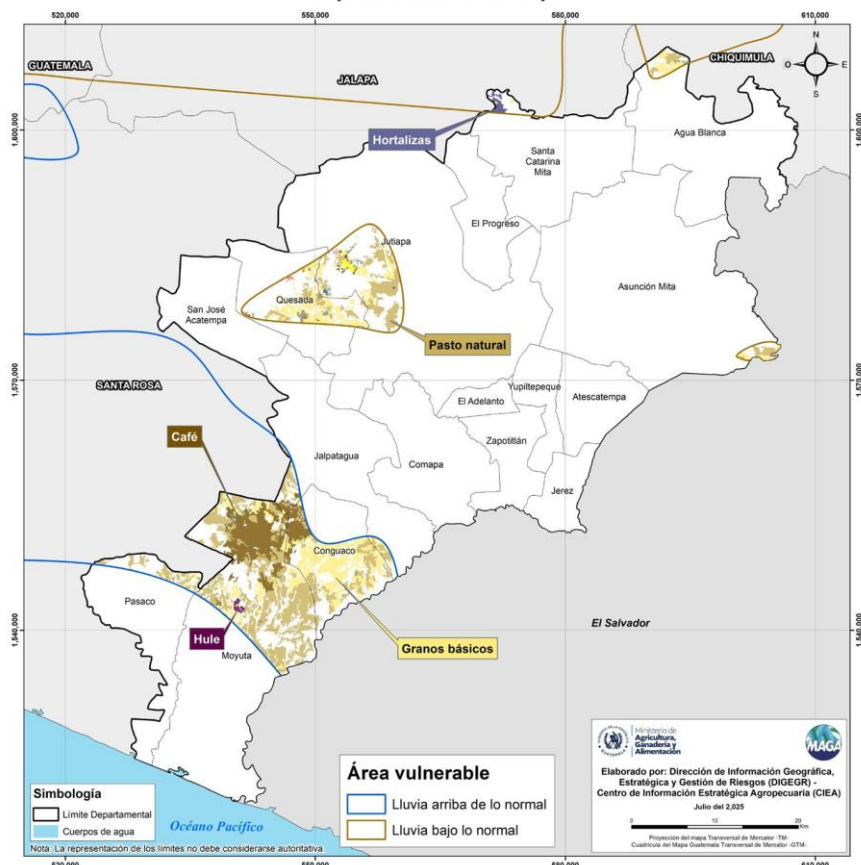 520,000
550,000
580,000
610,000
GUATEMALA
JALAPA
CHIQUIMULA
N
O
E
S
1,600,000
1,600,000
Hortalizas
Santa
Catarina
Mita
Agua Blanca
El Progreso
Jutiapa
Quesada
Asunción Mita
San José
Acatempa
Pasto natural
1,570,000
1,570,000
SANTA ROSA
Yupiltepeque
El Adelanto
Atescatempa
Café
Jalpatagua
Comapa
Zapotitlán
Jerez
Conguaco
Pasaco
1,540,000
1,540,000
El Salvador
Hule
Moyuta
Granos básicos
Ministerio de
Agricultura,
Ganadería y
Alimentación
MAGA
Elaborado por: Dirección de Información Geográfica,
Estratégica y Gestión de Riesgos (DIGEGR) -
Centro de Información Estratégica Agropecuaria (CIEA)
Julio del 2,025
0
10
20
Km
Proyección del mapa Transversal de Mercator -TM-
Cuadrícula del Mapa Guatemala Transversal de Mercator -GTM-
Área vulnerable
Lluvia arriba de lo normal
Lluvia bajo lo normal
Simbología
Límite Departamental
Cuerpos de agua
Océano Pacífico
Nota: La representación de los límites no debe considerarse autoritativa.
520,000
550,000
580,000
610,000